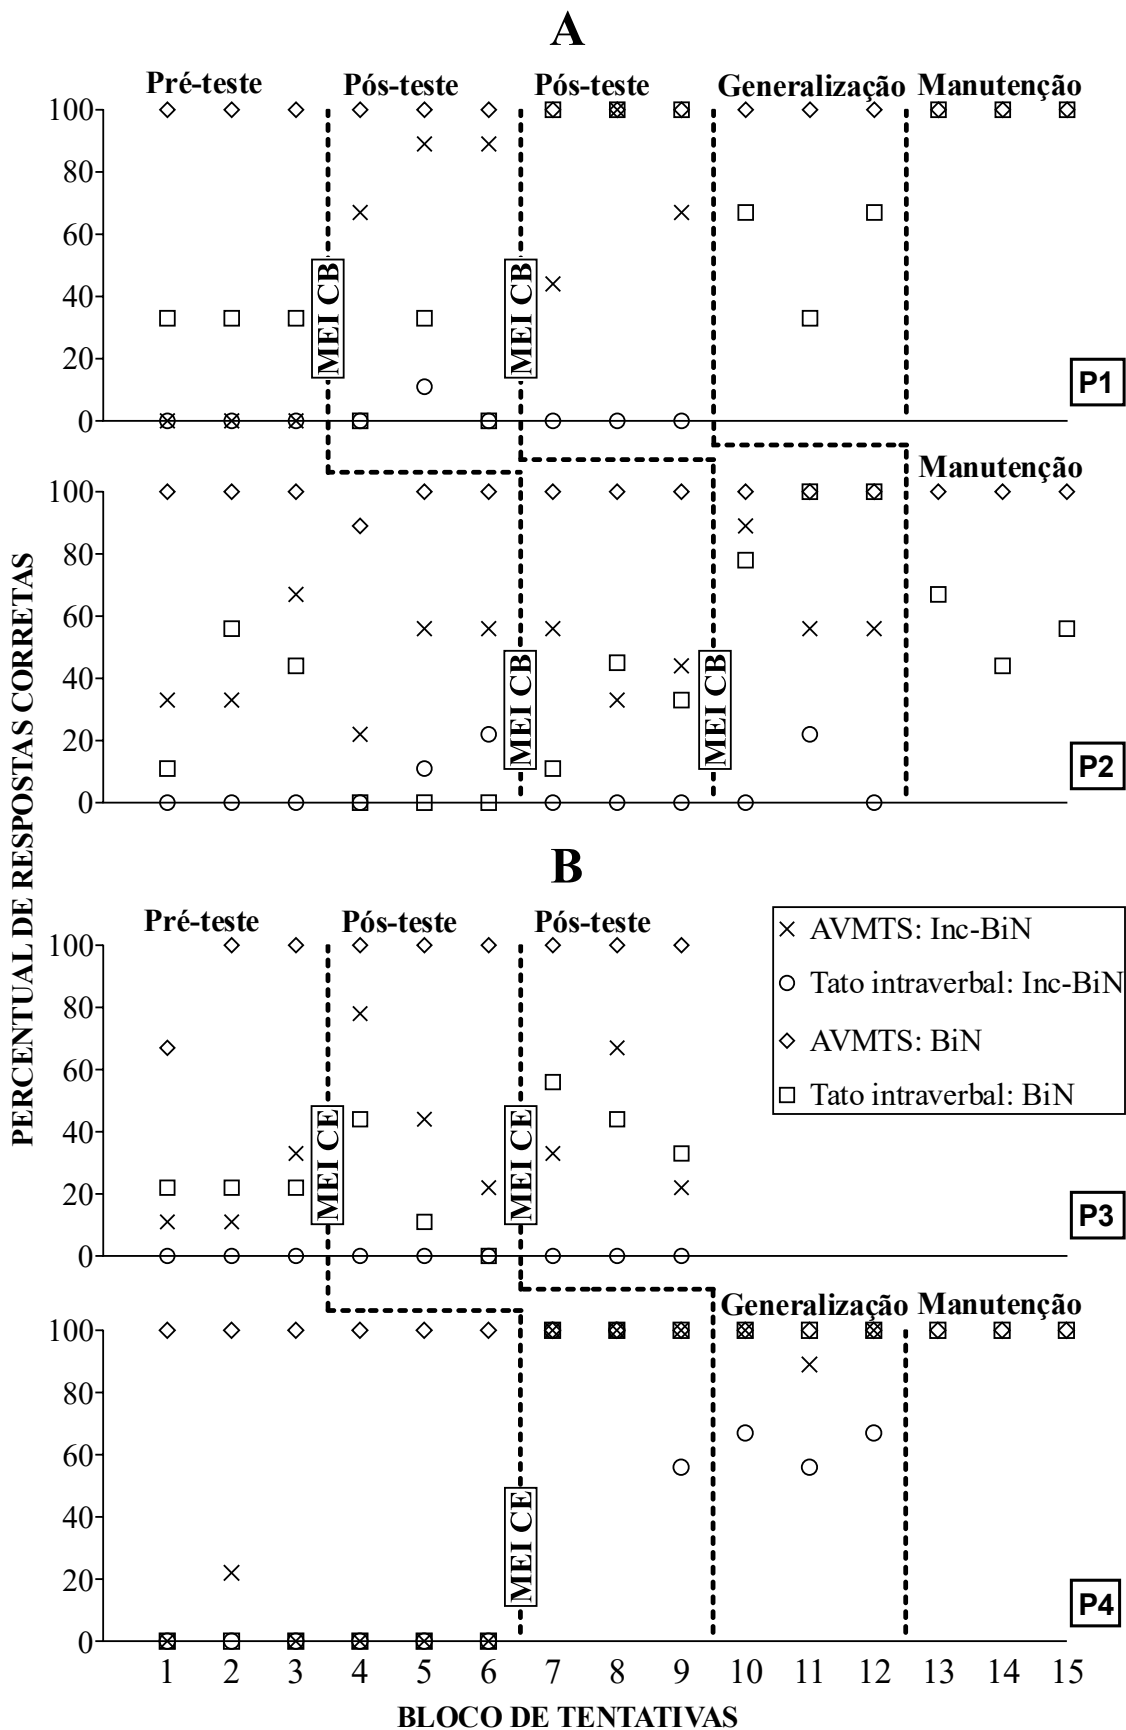 A
Pré-teste Pós-teste Pós-teste Generalização Manutenção
100
80
60
40
20
0
MEI CB
MEI CB
P1
Manutenção
100
80
60
40
20
0
MEI CB
MEI CB
P2
PERCENTUAL DE RESPOSTAS CORRETAS
B
Pré-teste Pós-teste Pós-teste
AVMTS: Inc-BiN
Tato intraverbal: Inc-BiN
AVMTS: BiN
Tato intraverbal: BiN
100
80
60
40
20
0
MEI CE
MEI CE
P3
Generalização Manutenção
100
80
60
40
20
0
MEI CE
P4
1 2 3 4 5 6 7 8 9 10 11 12 13 14 15
BLOCO DE TENTATIVAS